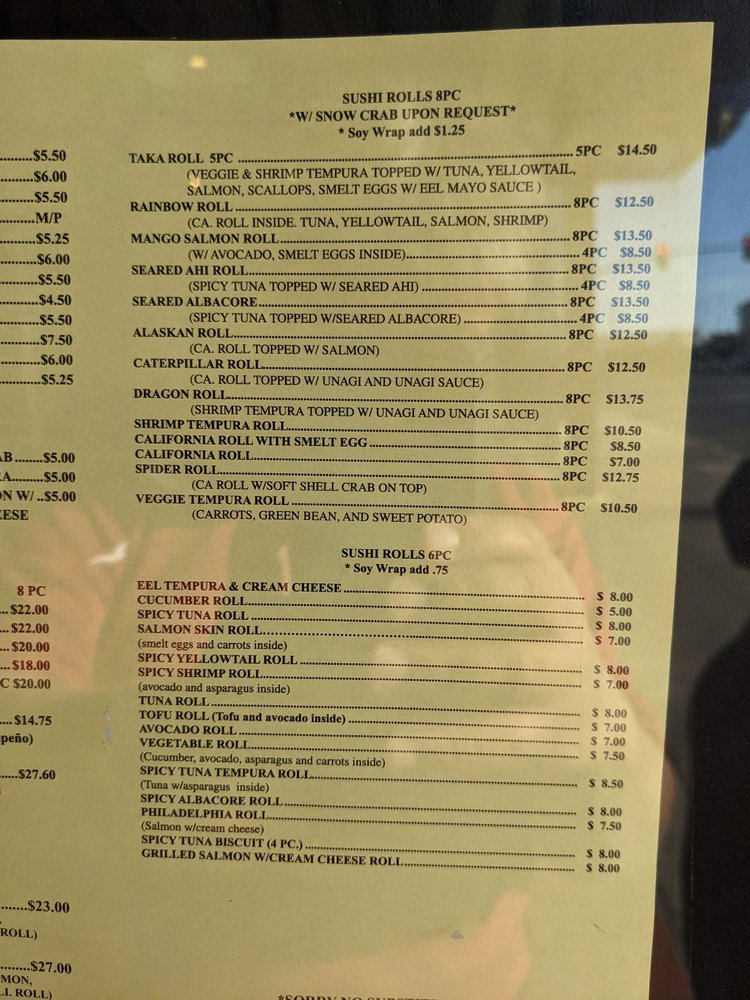 .......$5.50
.......$6.00
.......$5.50
.......M/P
.......$5.25
.......$6.00
.......$5.50
.......$4.50
.......$5.50
.......$7.50
.......$6.00
.......$5.25
AB ........$5.00
A.........$5.00
ON W/ ..$5.00
EESE
8 PC
...$22.00
...$22.00
...$20.00
...$18.00
C $20.00
....$14.75
peño)
.....$27.60
........$23.00
ROLL)
........$27.00
MON,
LL ROLL)
SUSHI ROLLS 8PC
*W/ SNOW CRAB UPON REQUEST*
* Soy Wrap add $1.25
TAKA ROLL 5PC ........ 5PC $14.50
(VEGGIE & SHRIMP TEMPURA TOPPED W/ TUNA, YELLOWTAIL,
SALMON, SCALLOPS, SMELT EGGS W/ EEL MAYO SAUCE )
RAINBOW ROLL ........ 8PC $12.50
(CA. ROLL INSIDE. TUNA, YELLOWTAIL, SALMON, SHRIMP)
MANGO SALMON ROLL........ 8PC $13.50
(W/ AVOCADO, SMELT EGGS INSIDE)........ 4PC $8.50
SEARED AHI ROLL........ 8PC $13.50
(SPICY TUNA TOPPED W/ SEARED AHI) ........ 4PC $8.50
SEARED ALBACORE........ 8PC $13.50
(SPICY TUNA TOPPED W/SEARED ALBACORE) ........ 4PC $8.50
ALASKAN ROLL........ 8PC $12.50
(CA. ROLL TOPPED W/ SALMON)
CATERPILLAR ROLL........ 8PC $12.50
(CA. ROLL TOPPED W/ UNAGI AND UNAGI SAUCE)
DRAGON ROLL........ 8PC $13.75
(SHRIMP TEMPURA TOPPED W/ UNAGI AND UNAGI SAUCE)
SHRIMP TEMPURA ROLL........ 8PC $10.50
CALIFORNIA ROLL WITH SMELT EGG ........ 8PC $8.50
CALIFORNIA ROLL........ 8PC $7.00
SPIDER ROLL........ 8PC $12.75
(CA ROLL W/SOFT SHELL CRAB ON TOP)
VEGGIE TEMPURA ROLL ........ 8PC $10.50
(CARROTS, GREEN BEAN, AND SWEET POTATO)
SUSHI ROLLS 6PC
* Soy Wrap add .75
EEL TEMPURA & CREAM CHEESE ........ $ 8.00
CUCUMBER ROLL........ $ 5.00
SPICY TUNA ROLL ........ $ 8.00
SALMON SKIN ROLL........ $ 7.00
(smelt eggs and carrots inside)
SPICY YELLOWTAIL ROLL ........ $ 8.00
SPICY SHRIMP ROLL........ $ 7.00
(avocado and asparagus inside)
TUNA ROLL ........ $ 8.00
TOFU ROLL (Tofu and avocado inside) ........ $ 7.00
AVOCADO ROLL ........ $ 7.00
VEGETABLE ROLL........ $ 7.50
(Cucumber, avocado, asparagus and carrots inside)
SPICY TUNA TEMPURA ROLL........ $ 8.50
(Tuna w/asparagus inside)
SPICY ALBACORE ROLL ........ $ 8.00
PHILADELPHIA ROLL........ $ 7.50
(Salmon w/cream cheese)
SPICY TUNA BISCUIT (4 PC.) ........ $ 8.00
GRILLED SALMON W/CREAM CHEESE ROLL........ $ 8.00
*SORRY NO